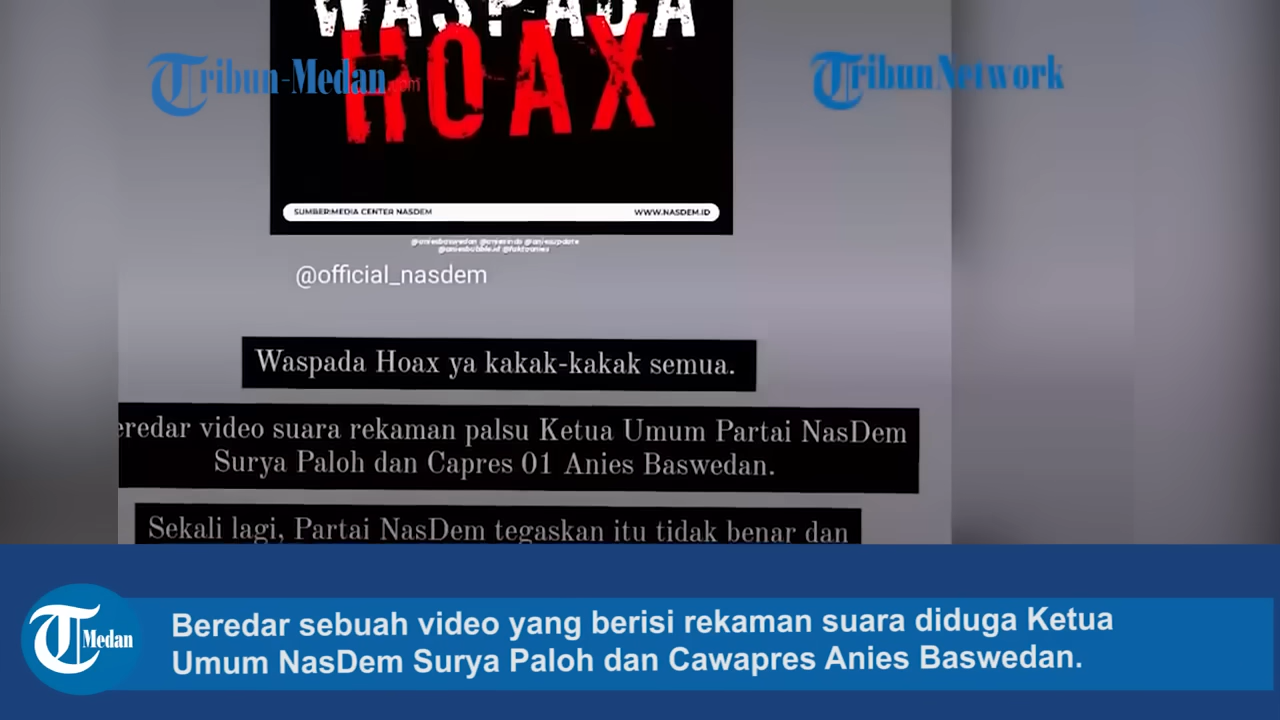 WASPADA
HOAX
Tribun-Medan.com
TribunNetwork
SUMBER:MEDIA CENTER NASDEM
WWW.NASDEM.ID
@aniesbaswedan @aniesinda @aniesupdate
@official_nasdem
Waspada Hoax ya kakak-kakak semua.
eredar video suara rekaman palsu Ketua Umum Partai NasDem
Surya Paloh dan Capres 01 Anies Baswedan.
Sekali lagi, Partai NasDem tegaskan itu tidak benar dan
T Medan
Beredar sebuah video yang berisi rekaman suara diduga Ketua
Umum NasDem Surya Paloh dan Cawapres Anies Baswedan.